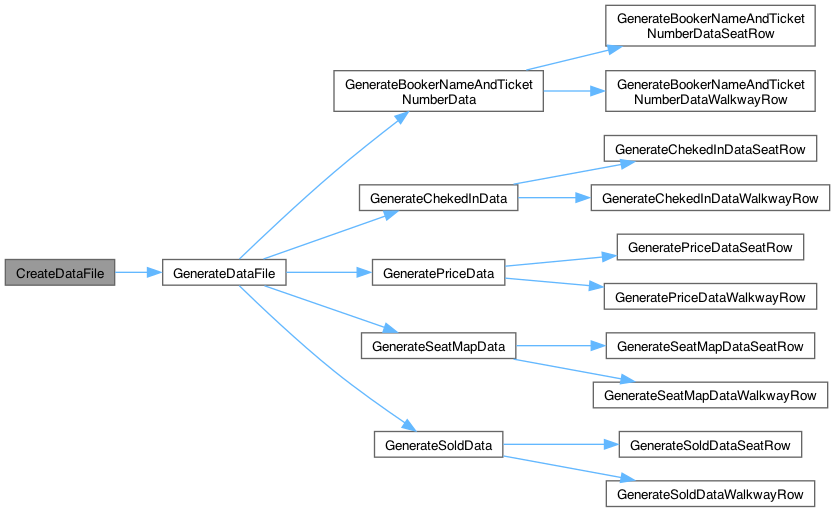 GenerateBookerNameAndTicket
NumberDataSeatRow
GenerateBookerNameAndTicket
NumberData
GenerateBookerNameAndTicket
NumberDataWalkwayRow
GenerateChekedInDataSeatRow
GenerateChekedInData
GenerateChekedInDataWalkwayRow
GeneratePriceDataSeatRow
CreateDataFile
GenerateDataFile
GeneratePriceData
GeneratePriceDataWalkwayRow
GenerateSeatMapData
GenerateSeatMapDataSeatRow
GenerateSeatMapDataWalkwayRow
GenerateSoldData
GenerateSoldDataSeatRow
GenerateSoldDataWalkwayRow